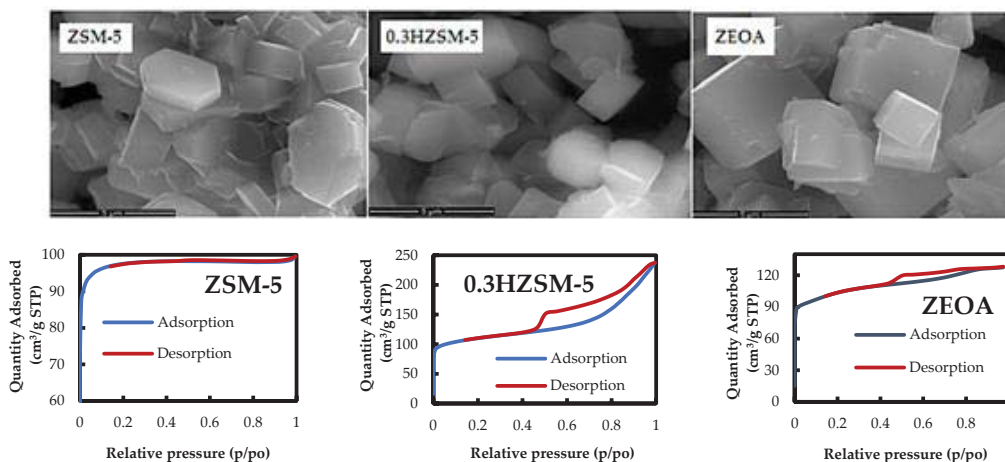 ZSM-5
0.3HZSM-5
ZEOA
Quantity Adsorbed
(cm³/g STP)
100
90
80
70
60
ZSM-5
Adsorption
Desorption
0
0.2
0.4
0.6
0.8
1
Relative pressure (p/po)
Quantity Adsorbed
(cm³/g STP)
250
200
150
100
50
0
0.3HZSM-5
Adsorption
Desorption
0
0.2
0.4
0.6
0.8
1
Relative pressure (p/po)
Quantity Adsorbed
(cm³/g STP)
120
90
60
30
0
ZEOA
Adsorption
Desorption
0
0.2
0.4
0.6
0.8
Relative pressure (p/po)